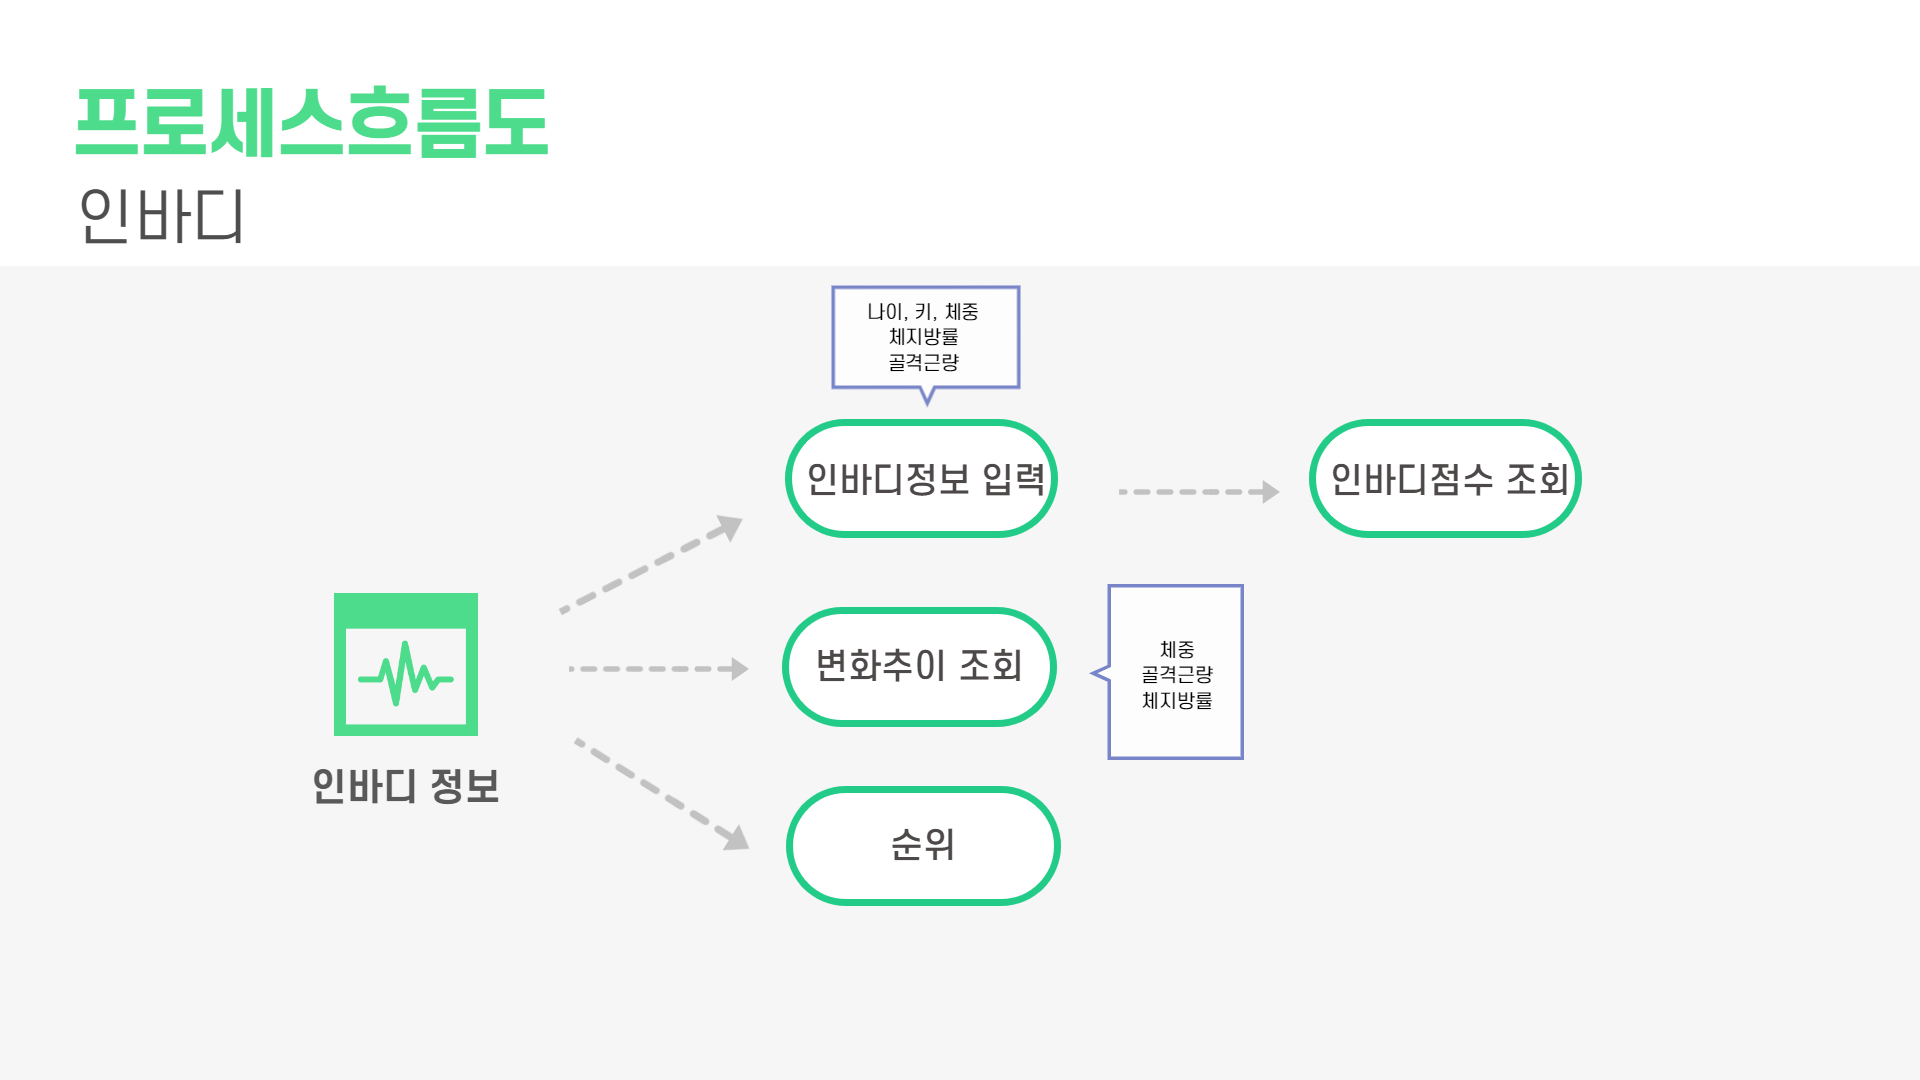 프로세스흐름도
인바디
나이, 키, 체중
체지방률
골격근량
인바디정보 입력
인바디점수 조회
인바디 정보
변화추이 조회
체중
골격근량
체지방률
순위